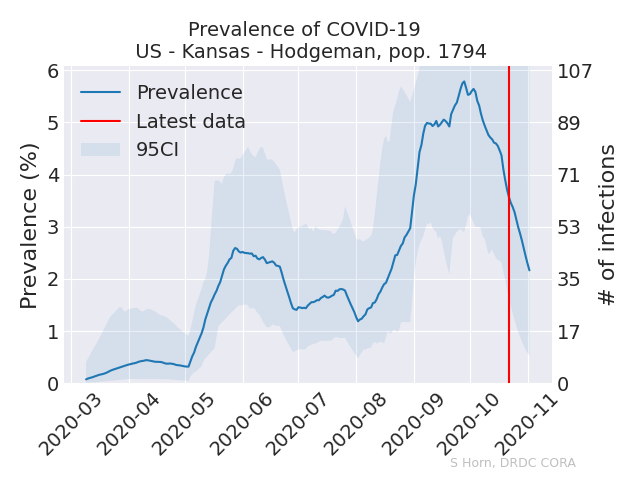 Prevalence of COVID-19
US - Kansas - Hodgeman, pop. 1794
Prevalence
Latest data
95CI
Prevalence (%)
6
5
4
3
2
1
0
107
89
71
53
35
17
0
# of infections
2020-03
2020-04
2020-05
2020-06
2020-07
2020-08
2020-09
2020-10
2020-11
S Horn, DRDC CORA